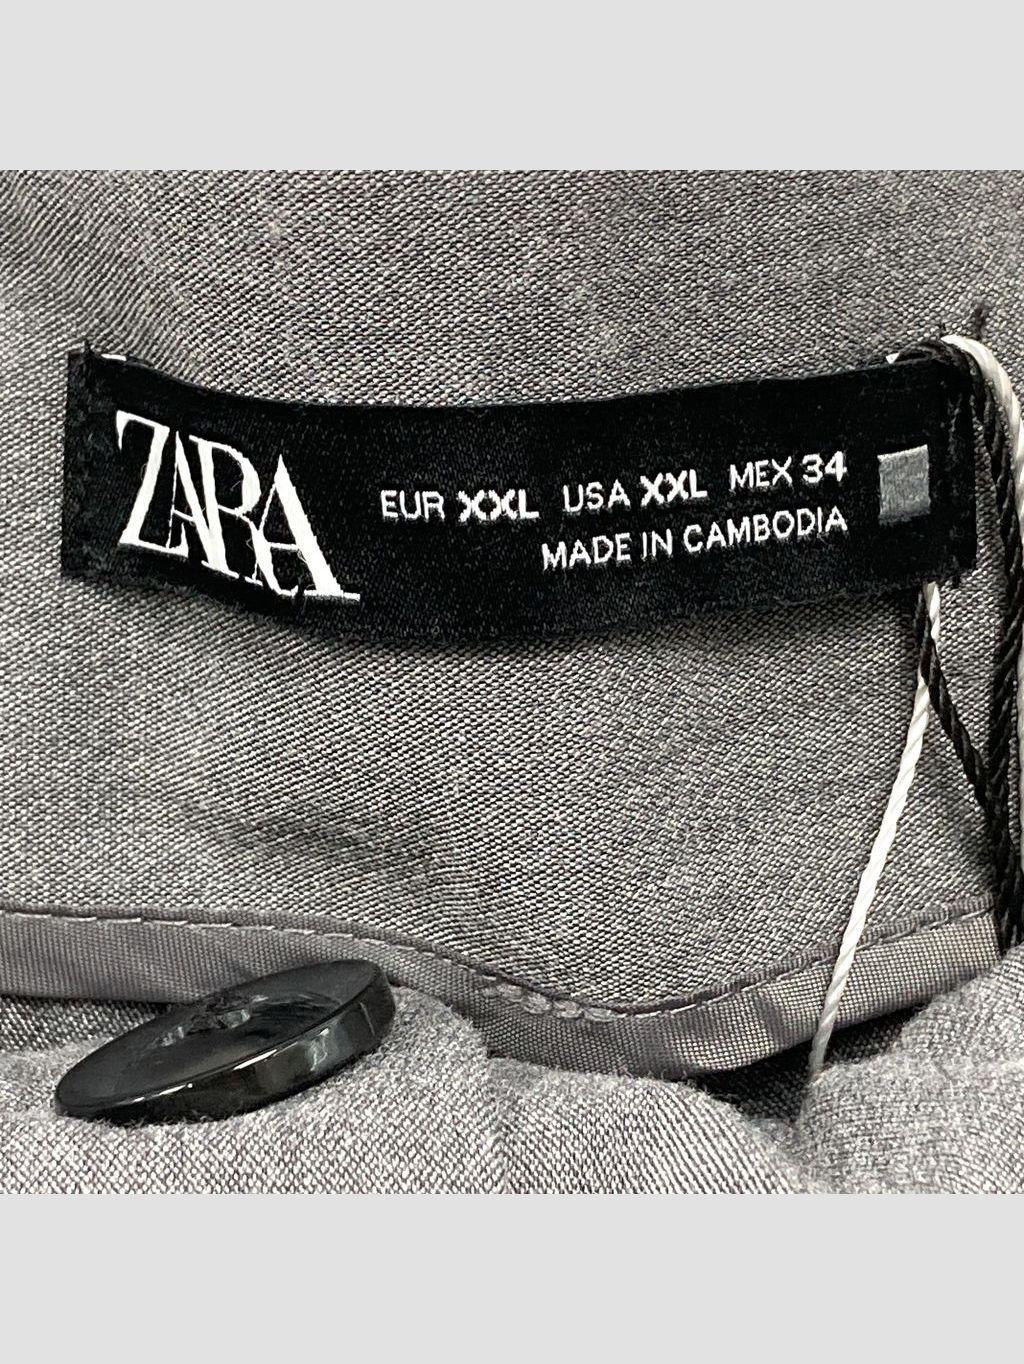 ZARA
EUR XXL USA XXL MEX 34
MADE IN CAMBODIA